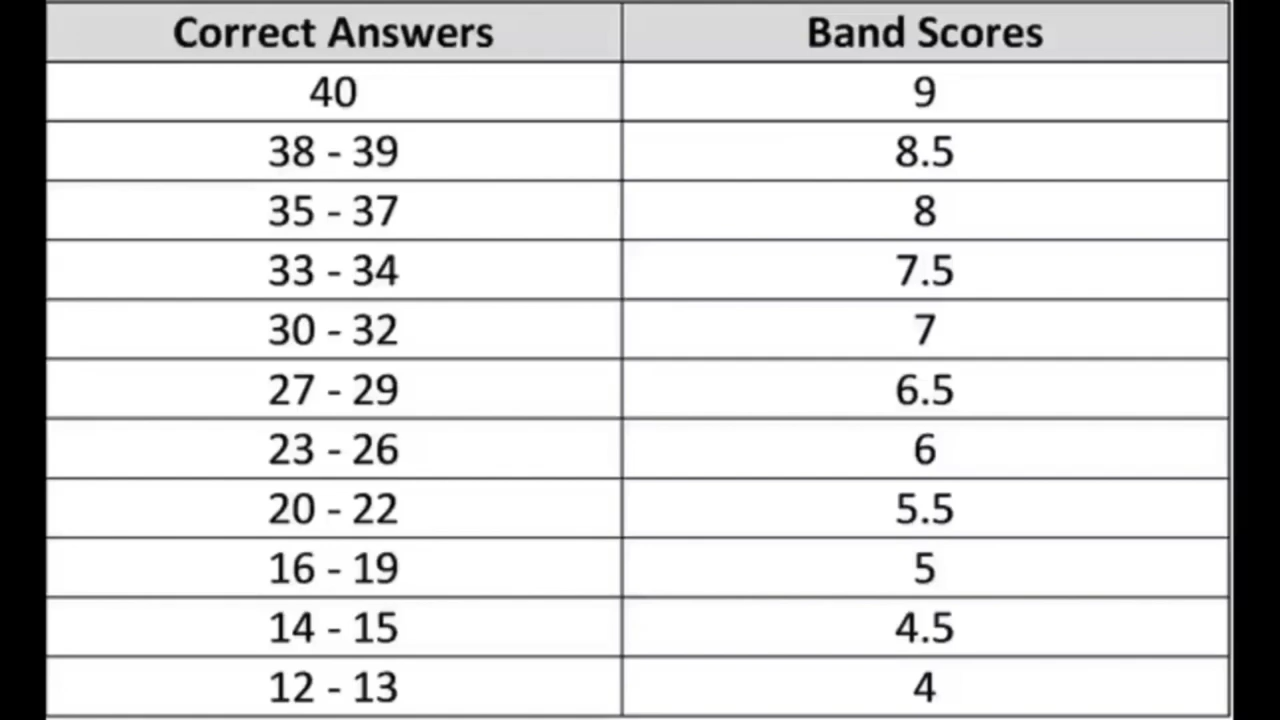 Correct Answers Band Scores
40 9
38 - 39 8.5
35 - 37 8
33 - 34 7.5
30 - 32 7
27 - 29 6.5
23 - 26 6
20 - 22 5.5
16 - 19 5
14 - 15 4.5
12 - 13 4